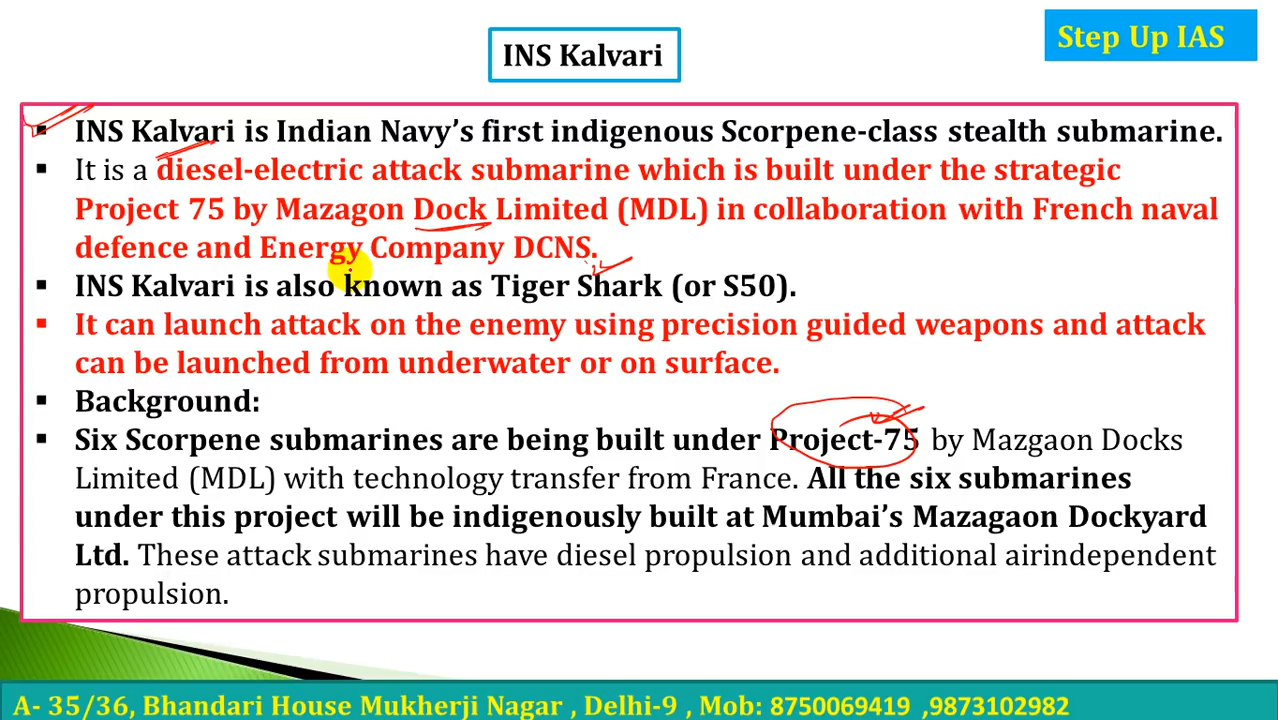 INS Kalvari
Step Up IAS
▪ INS Kalvari is Indian Navy's first indigenous Scorpene-class stealth submarine.
▪ It is a diesel-electric attack submarine which is built under the strategic
Project 75 by Mazagon Dock Limited (MDL) in collaboration with French naval
defence and Energy Company DCNS.
▪ INS Kalvari is also known as Tiger Shark (or S50).
▪ It can launch attack on the enemy using precision guided weapons and attack
can be launched from underwater or on surface.
▪ Background:
▪ Six Scorpene submarines are being built under Project-75 by Mazgaon Docks
Limited (MDL) with technology transfer from France. All the six submarines
under this project will be indigenously built at Mumbai's Mazagaon Dockyard
Ltd. These attack submarines have diesel propulsion and additional airindependent
propulsion.
A- 35/36, Bhandari House Mukherji Nagar , Delhi-9 , Mob: 8750069419 ,9873102982